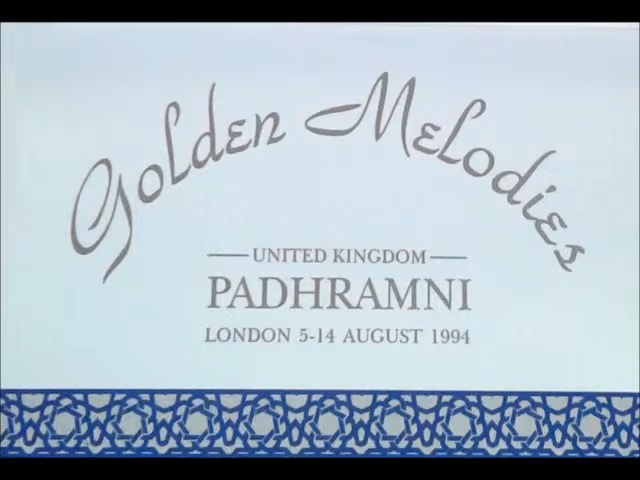 Golden Melodies
UNITED KINGDOM
PADHRAMNI
LONDON 5-14 AUGUST 1994